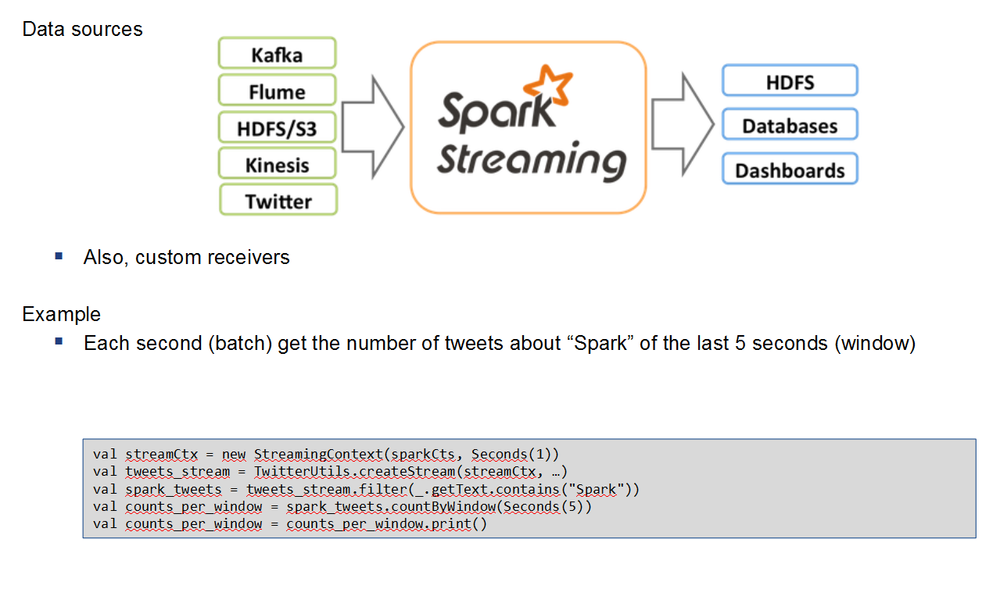 Data sources
Kafka
Flume
HDFS/S3
Kinesis
Twitter
Spark
Streaming
HDFS
Databases
Dashboards
▪ Also, custom receivers
Example
▪ Each second (batch) get the number of tweets about “Spark” of the last 5 seconds (window)
val streamCtx = new StreamingContext(sparkCts, Seconds(1))
val tweets_stream = TwitterUtils.createStream(streamCtx, …)
val spark_tweets = tweets_stream.filter(_.getText.contains("Spark"))
val counts_per_window = spark_tweets.countByWindow(Seconds(5))
val counts_per_window = counts_per_window.print()